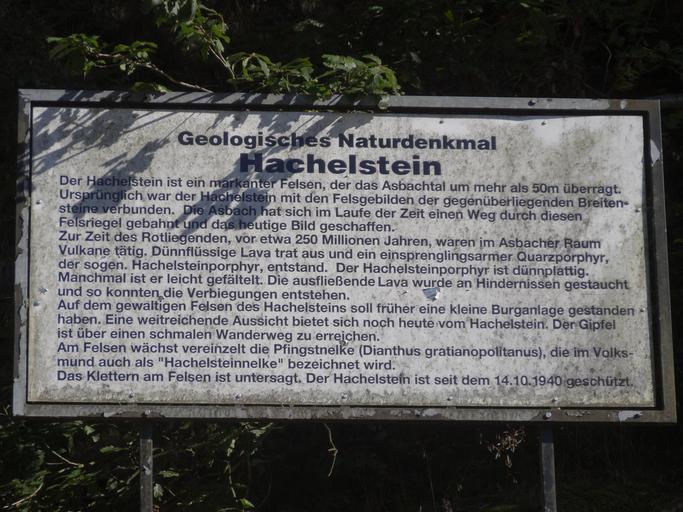 Geologisches Naturdenkmal
Hachelstein
Der Hachelstein ist ein markanter Felsen, der das Asbachtal um mehr als 50m überragt.
Ursprünglich war der Hachelstein mit den Felsgebilden der gegenüberliegenden Breiten-
steine verbunden. Die Asbach hat sich im Laufe der Zeit einen Weg durch diesen
Felsriegel gebahnt und das heutige Bild geschaffen.
Zur Zeit des Rotliegenden, vor etwa 250 Millionen Jahren, waren im Asbacher Raum
Vulkane tätig. Dünnflüssige Lava trat aus und ein einsprenglingsarmer Quarzporphyr,
der sogen. Hachelsteinporphyr, entstand. Der Hachelsteinporphyr ist dünnplattig.
Manchmal ist er leicht gefältelt. Die ausfließende Lava wurde an Hindernissen gestaucht
und so konnten die Verbiegungen entstehen.
Auf dem gewaltigen Felsen des Hachelsteins soll früher eine kleine Burganlage gestanden
haben. Eine weitreichende Aussicht bietet sich noch heute vom Hachelstein. Der Gipfel
ist über einen schmalen Wanderweg zu erreichen.
Am Felsen wächst vereinzelt die Pfingstnelke (Dianthus gratianopolitanus), die im Volks-
mund auch als "Hachelsteinnelke" bezeichnet wird.
Das Klettern am Felsen ist untersagt. Der Hachelstein ist seit dem 14.10.1940 geschützt.